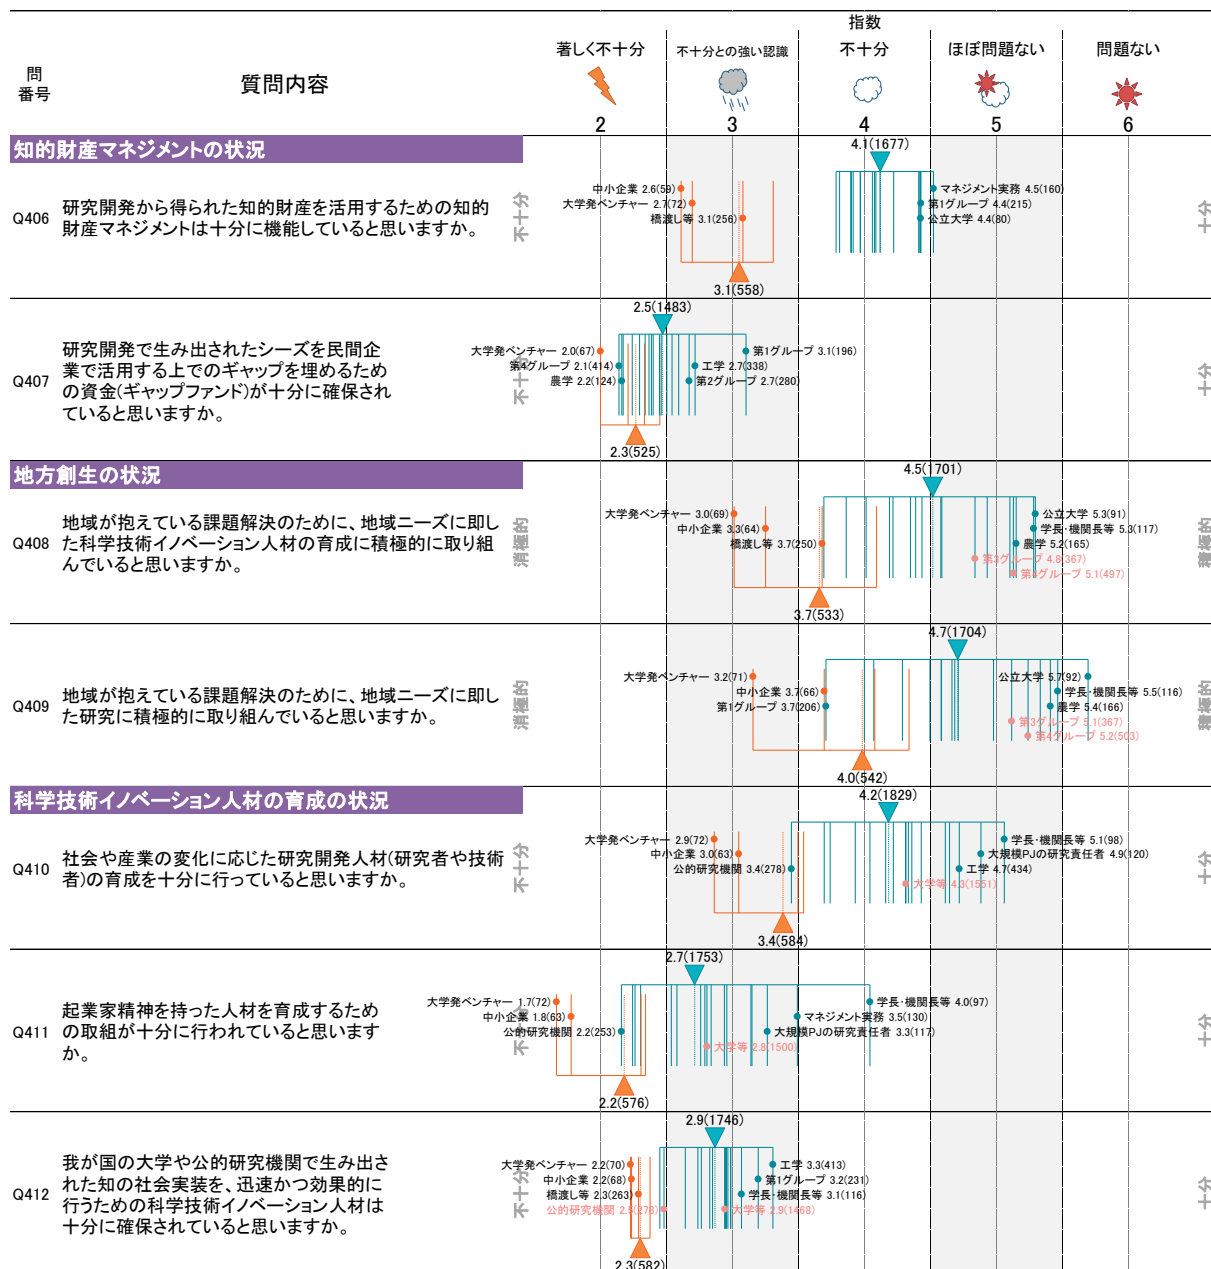 指数
著しく不十分
不十分との強い認識
不十分
ほぼ問題ない
問題ない
問
番号
質問内容
2
3
4
5
6
知的財産マネジメントの状況
4.1(1677)
Q406
研究開発から得られた知的財産を活用するための知的
財産マネジメントは十分に機能していると思いますか。
不十分
中小企業 2.6(59)
大学発ベンチャー 2.7(72)
橋渡し等 3.1(256)
マネジメント実務 4.5(160)
第1グループ 4.4(215)
公立大学 4.4(80)
十分
3.1(558)
2.5(1483)
Q407
研究開発で生み出されたシーズを民間企
業で活用する上でのギャップを埋めるため
の資金(ギャップファンド)が十分に確保され
ていると思いますか。
不十分
大学発ベンチャー 2.0(67)
第4グループ 2.1(414)
農学 2.2(124)
第1グループ 3.1(196)
工学 2.7(338)
第2グループ 2.7(280)
十分
2.3(525)
地方創生の状況
4.5(1701)
Q408
地域が抱えている課題解決のために、地域ニーズに即し
た科学技術イノベーション人材の育成に積極的に取り組
んでいると思いますか。
消極的
大学発ベンチャー 3.0(69)
中小企業 3.3(64)
橋渡し等 3.7(250)
公立大学 5.3(91)
学長・機関長等 5.3(117)
農学 5.2(165)
第3グループ 4.8(367)
第4グループ 5.1(497)
積極的
3.7(533)
4.7(1704)
Q409
地域が抱えている課題解決のために、地域ニーズに即し
た研究に積極的に取り組んでいると思いますか。
消極的
大学発ベンチャー 3.2(71)
中小企業 3.7(66)
第1グループ 3.7(206)
公立大学 5.7(92)
学長・機関長等 5.5(116)
農学 5.4(166)
第3グループ 5.1(367)
第4グループ 5.2(503)
積極的
4.0(542)
科学技術イノベーション人材の育成の状況
4.2(1829)
Q410
社会や産業の変化に応じた研究開発人材(研究者や技術
者)の育成を十分に行っていると思いますか。
不十分
大学発ベンチャー 2.9(72)
中小企業 3.0(63)
公的研究機関 3.4(278)
学長・機関長等 5.1(98)
大規模PJの研究責任者 4.9(120)
工学 4.7(434)
大学等 4.3(1551)
十分
3.4(584)
2.7(1753)
Q411
起業家精神を持った人材を育成するため
の取組が十分に行われていると思います
か。
不十分
大学発ベンチャー 1.7(72)
中小企業 1.8(63)
公的研究機関 2.2(253)
学長・機関長等 4.0(97)
マネジメント実務 3.5(130)
大規模PJの研究責任者 3.3(117)
大学等 2.8(1500)
十分
2.2(576)
2.9(1746)
Q412
我が国の大学や公的研究機関で生み出さ
れた知の社会実装を、迅速かつ効果的に
行うための科学技術イノベーション人材は
十分に確保されていると思いますか。
不十分
大学発ベンチャー 2.2(70)
中小企業 2.2(68)
橋渡し等 2.3(263)
公的研究機関 2.5(278)
工学 3.3(413)
第1グループ 3.2(231)
学長・機関長等 3.1(116)
大学等 2.9(1468)
十分
2.3(582)